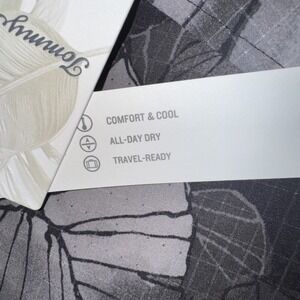 Tommy
COMFORT & COOL
ALL-DAY DRY
TRAVEL-READY